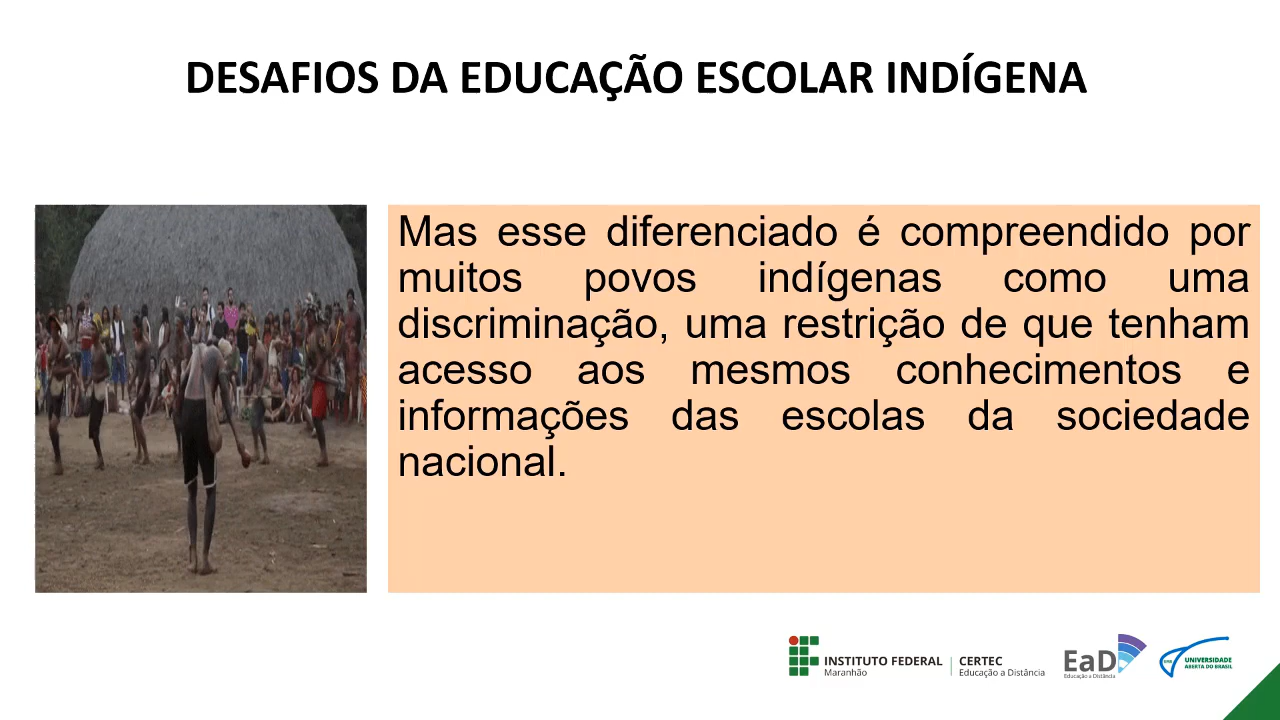 DESAFIOS DA EDUCAÇÃO ESCOLAR INDÍGENA
Mas esse diferenciado é compreendido por
muitos povos indígenas como uma
discriminação, uma restrição de que tenham
acesso aos mesmos conhecimentos e
informações das escolas da sociedade
nacional.
INSTITUTO FEDERAL
Maranhão
CERTEC
Educação a Distância
EaD
Educação a Distância
UAB
UNIVERSIDADE
ABERTA DO BRASIL